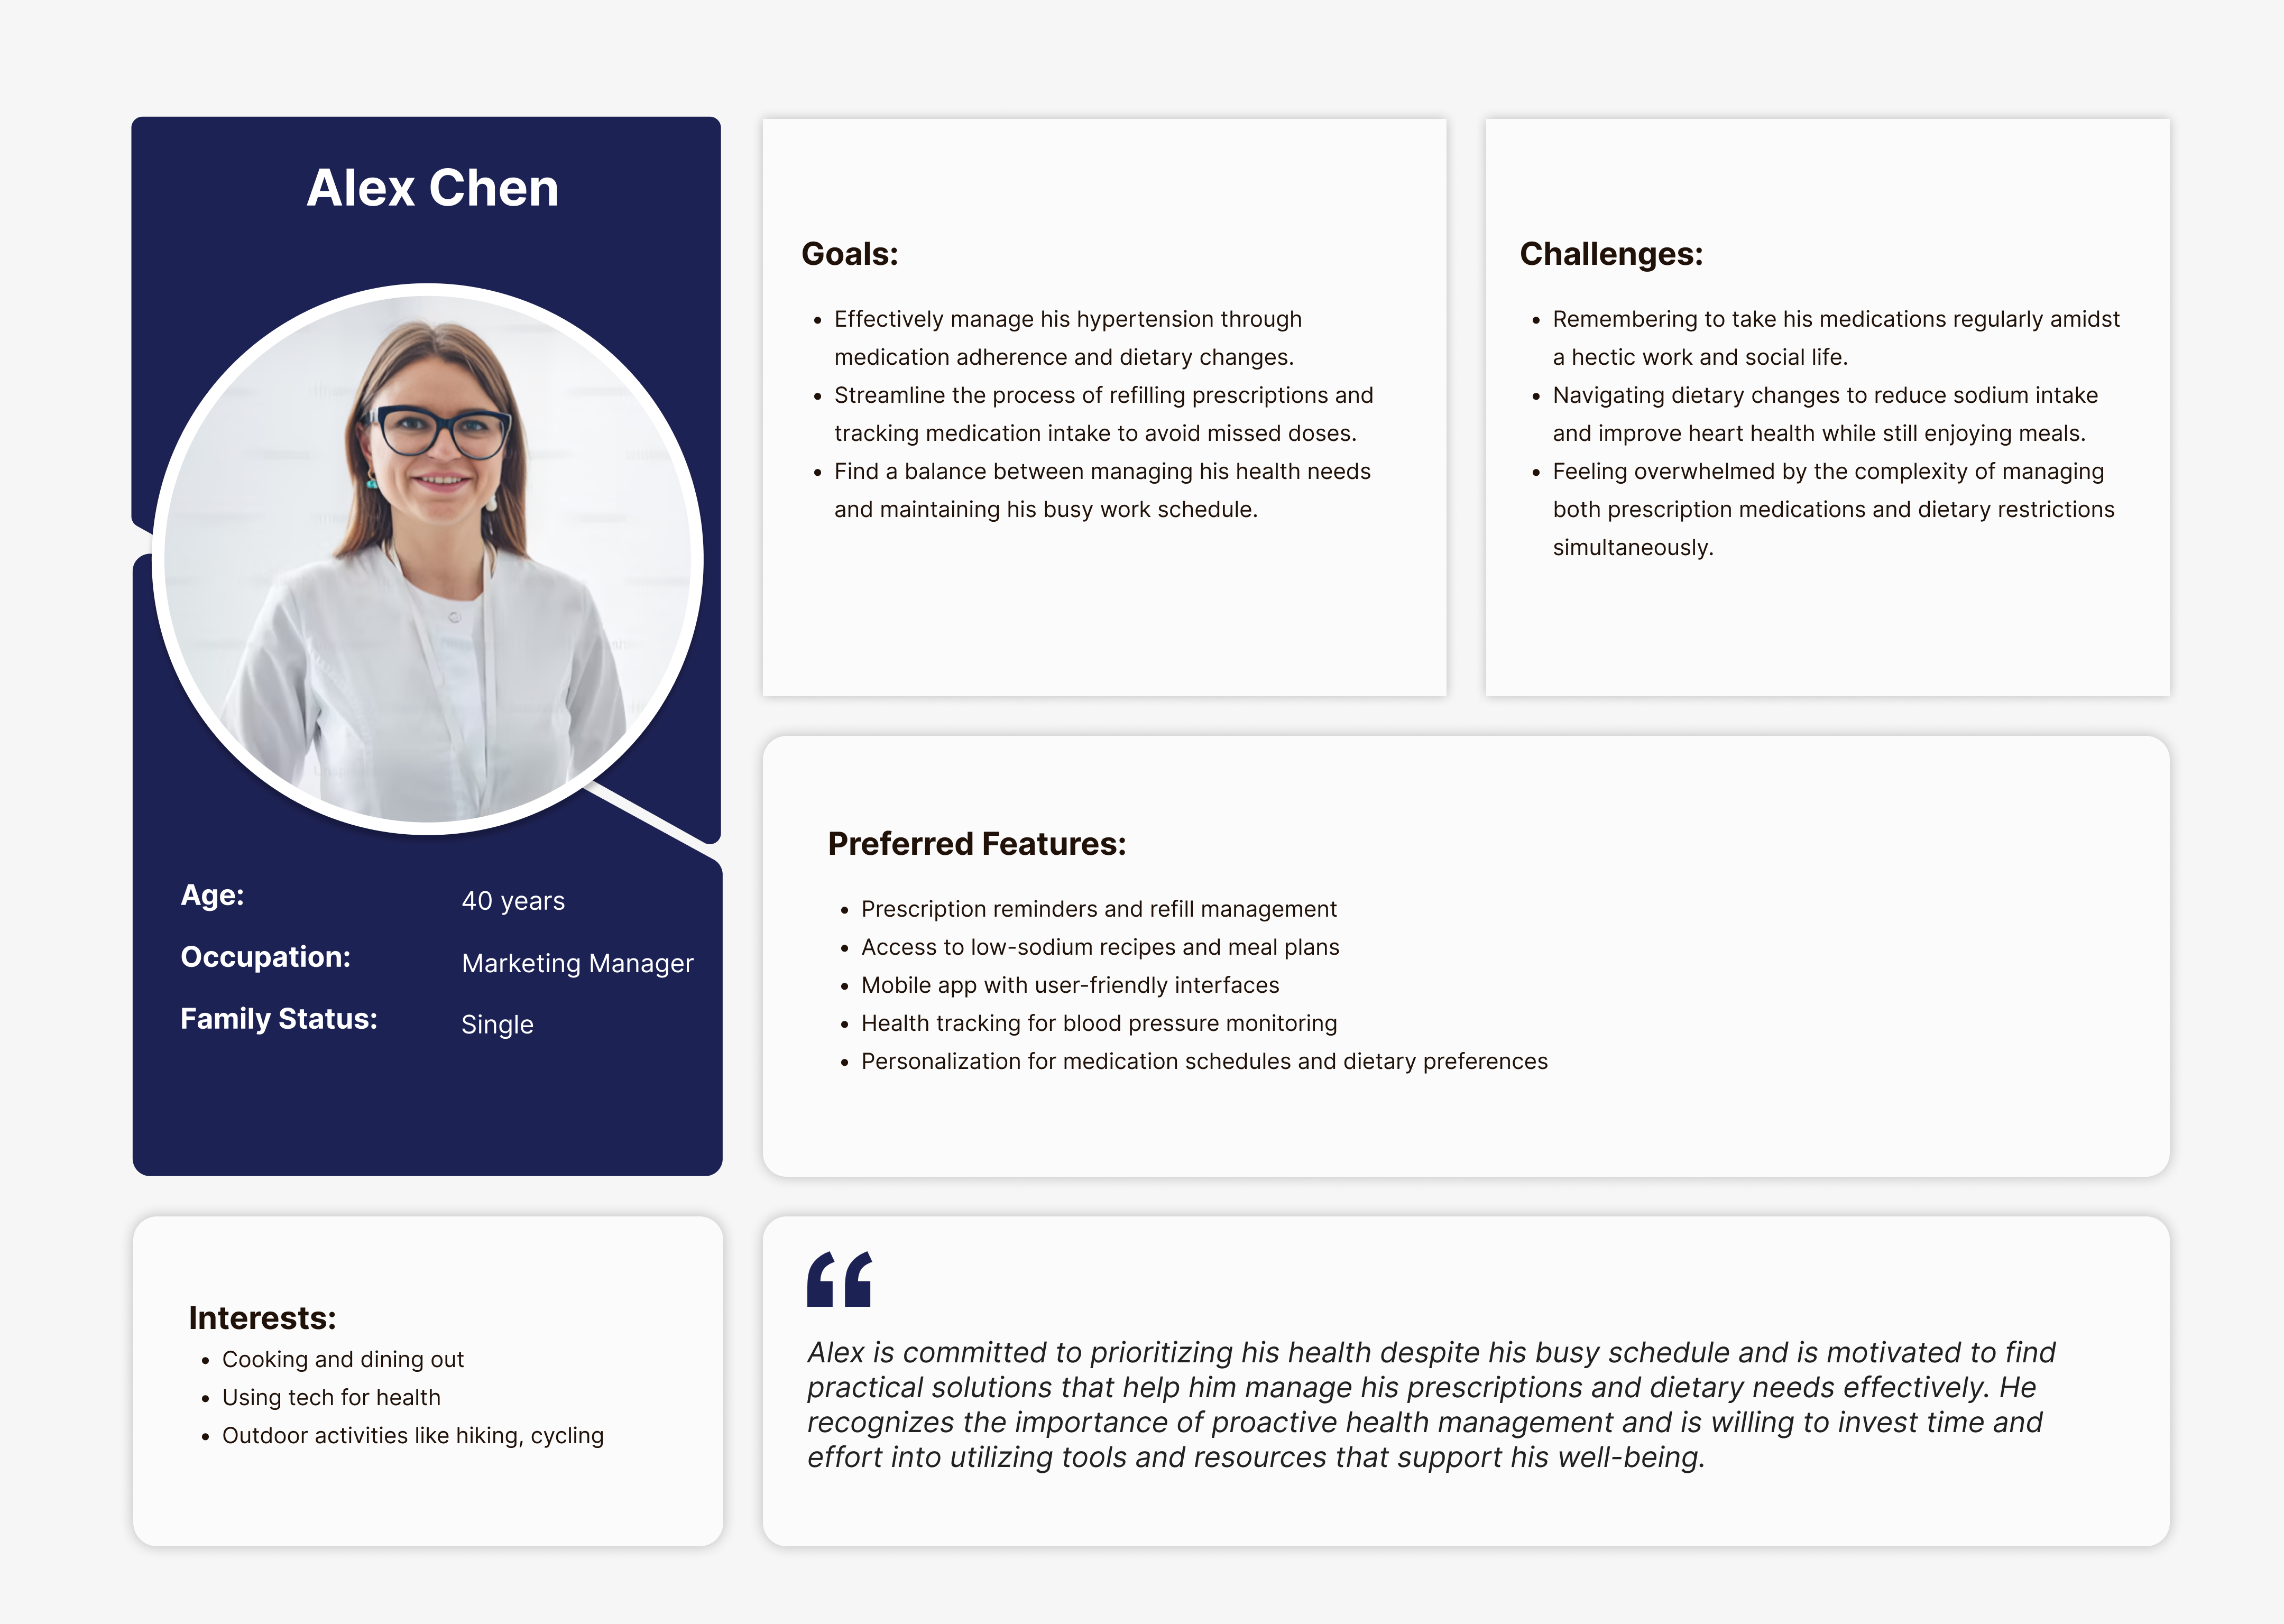 Alex Chen
Age: 40 years
Occupation: Marketing Manager
Family Status: Single
Goals:
• Effectively manage his hypertension through
medication adherence and dietary changes.
• Streamline the process of refilling prescriptions and
tracking medication intake to avoid missed doses.
• Find a balance between managing his health needs
and maintaining his busy work schedule.
Challenges:
• Remembering to take his medications regularly amidst
a hectic work and social life.
• Navigating dietary changes to reduce sodium intake
and improve heart health while still enjoying meals.
• Feeling overwhelmed by the complexity of managing
both prescription medications and dietary restrictions
simultaneously.
Preferred Features:
• Prescription reminders and refill management
• Access to low-sodium recipes and meal plans
• Mobile app with user-friendly interfaces
• Health tracking for blood pressure monitoring
• Personalization for medication schedules and dietary preferences
Interests:
• Cooking and dining out
• Using tech for health
• Outdoor activities like hiking, cycling
“
Alex is committed to prioritizing his health despite his busy schedule and is motivated to find
practical solutions that help him manage his prescriptions and dietary needs effectively. He
recognizes the importance of proactive health management and is willing to invest time and
effort into utilizing tools and resources that support his well-being.